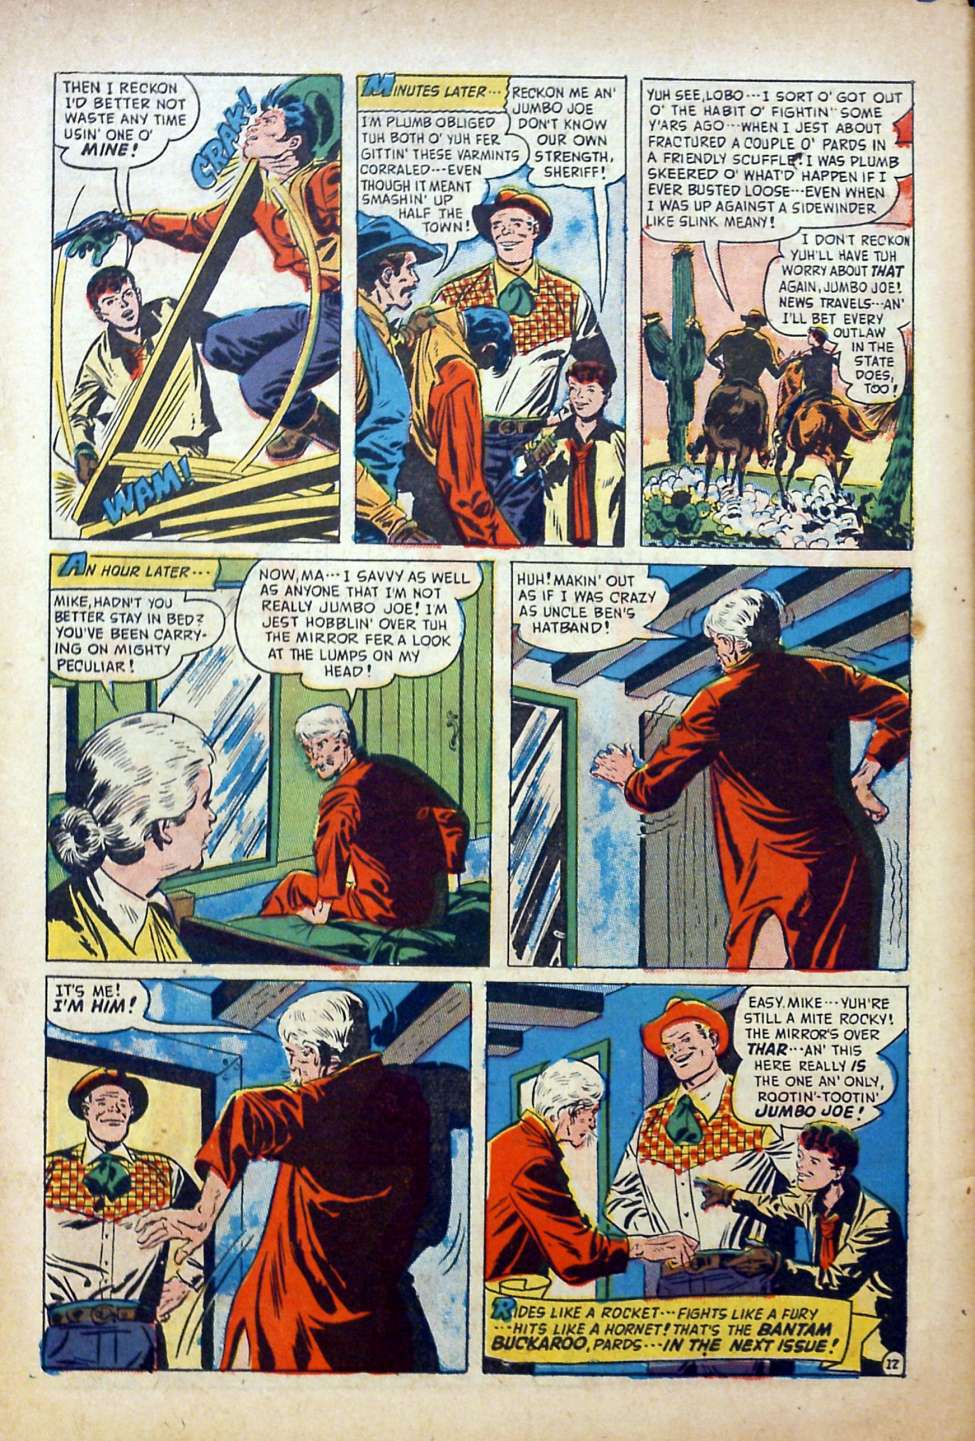 THEN I RECKON
I'D BETTER NOT
WASTE ANY TIME
USIN' ONE O'
MINE!
CRAK!
WAM!
MINUTES LATER---
I'M PLUMB OBLIGED
TUH BOTH O' YUH FER
GITTIN' THESE VARMINTS
CORRALED---EVEN
THOUGH IT MEANT
SMASHIN' UP
HALF THE
TOWN!
RECKON ME AN'
JUMBO JOE
DON'T KNOW
OUR OWN
STRENGTH,
SHERIFF!
YUH SEE, LOBO---I SORT O' GOT OUT
O' THE HABIT O' FIGHTIN' SOME
Y'ARS AGO---WHEN I JEST ABOUT
FRACTURED A COUPLE O' PARDS IN
A FRIENDLY SCUFFLE! I WAS PLUMB
SKEERED O' WHAT'D HAPPEN IF I
EVER BUSTED LOOSE---EVEN WHEN
I WAS UP AGAINST A SIDEWINDER
LIKE SLINK MEANY!
I DON'T RECKON
YUH'LL HAVE TUH
WORRY ABOUT THAT
AGAIN, JUMBO JOE!
NEWS TRAVELS---AN'
I'LL BET EVERY
OUTLAW
IN THE
STATE
DOES,
TOO!
AN HOUR LATER---
MIKE, HADN'T YOU
BETTER STAY IN BED?
YOU'VE BEEN CARRY-
ING ON MIGHTY
PECULIAR!
NOW, MA---I SAVVY AS WELL
AS ANYONE THAT I'M NOT
REALLY JUMBO JOE! I'M
JEST HOBBLIN' OVER TUH
THE MIRROR FER A LOOK
AT THE LUMPS ON MY
HEAD!
HUH! MAKIN' OUT
AS IF I WAS CRAZY
AS UNCLE BEN'S
HATBAND!
IT'S ME!
I'M HIM!
EASY, MIKE---YUH'RE
STILL A MITE ROCKY!
THE MIRROR'S OVER
THAR---AN' THIS
HERE REALLY IS
THE ONE AN' ONLY,
ROOTIN'-TOOTIN'
JUMBO JOE!
RIDES LIKE A ROCKET---FIGHTS LIKE A FURY
---HITS LIKE A HORNET! THAT'S THE BANTAM
BUCKAROO, PARDS---IN THE NEXT ISSUE!
12